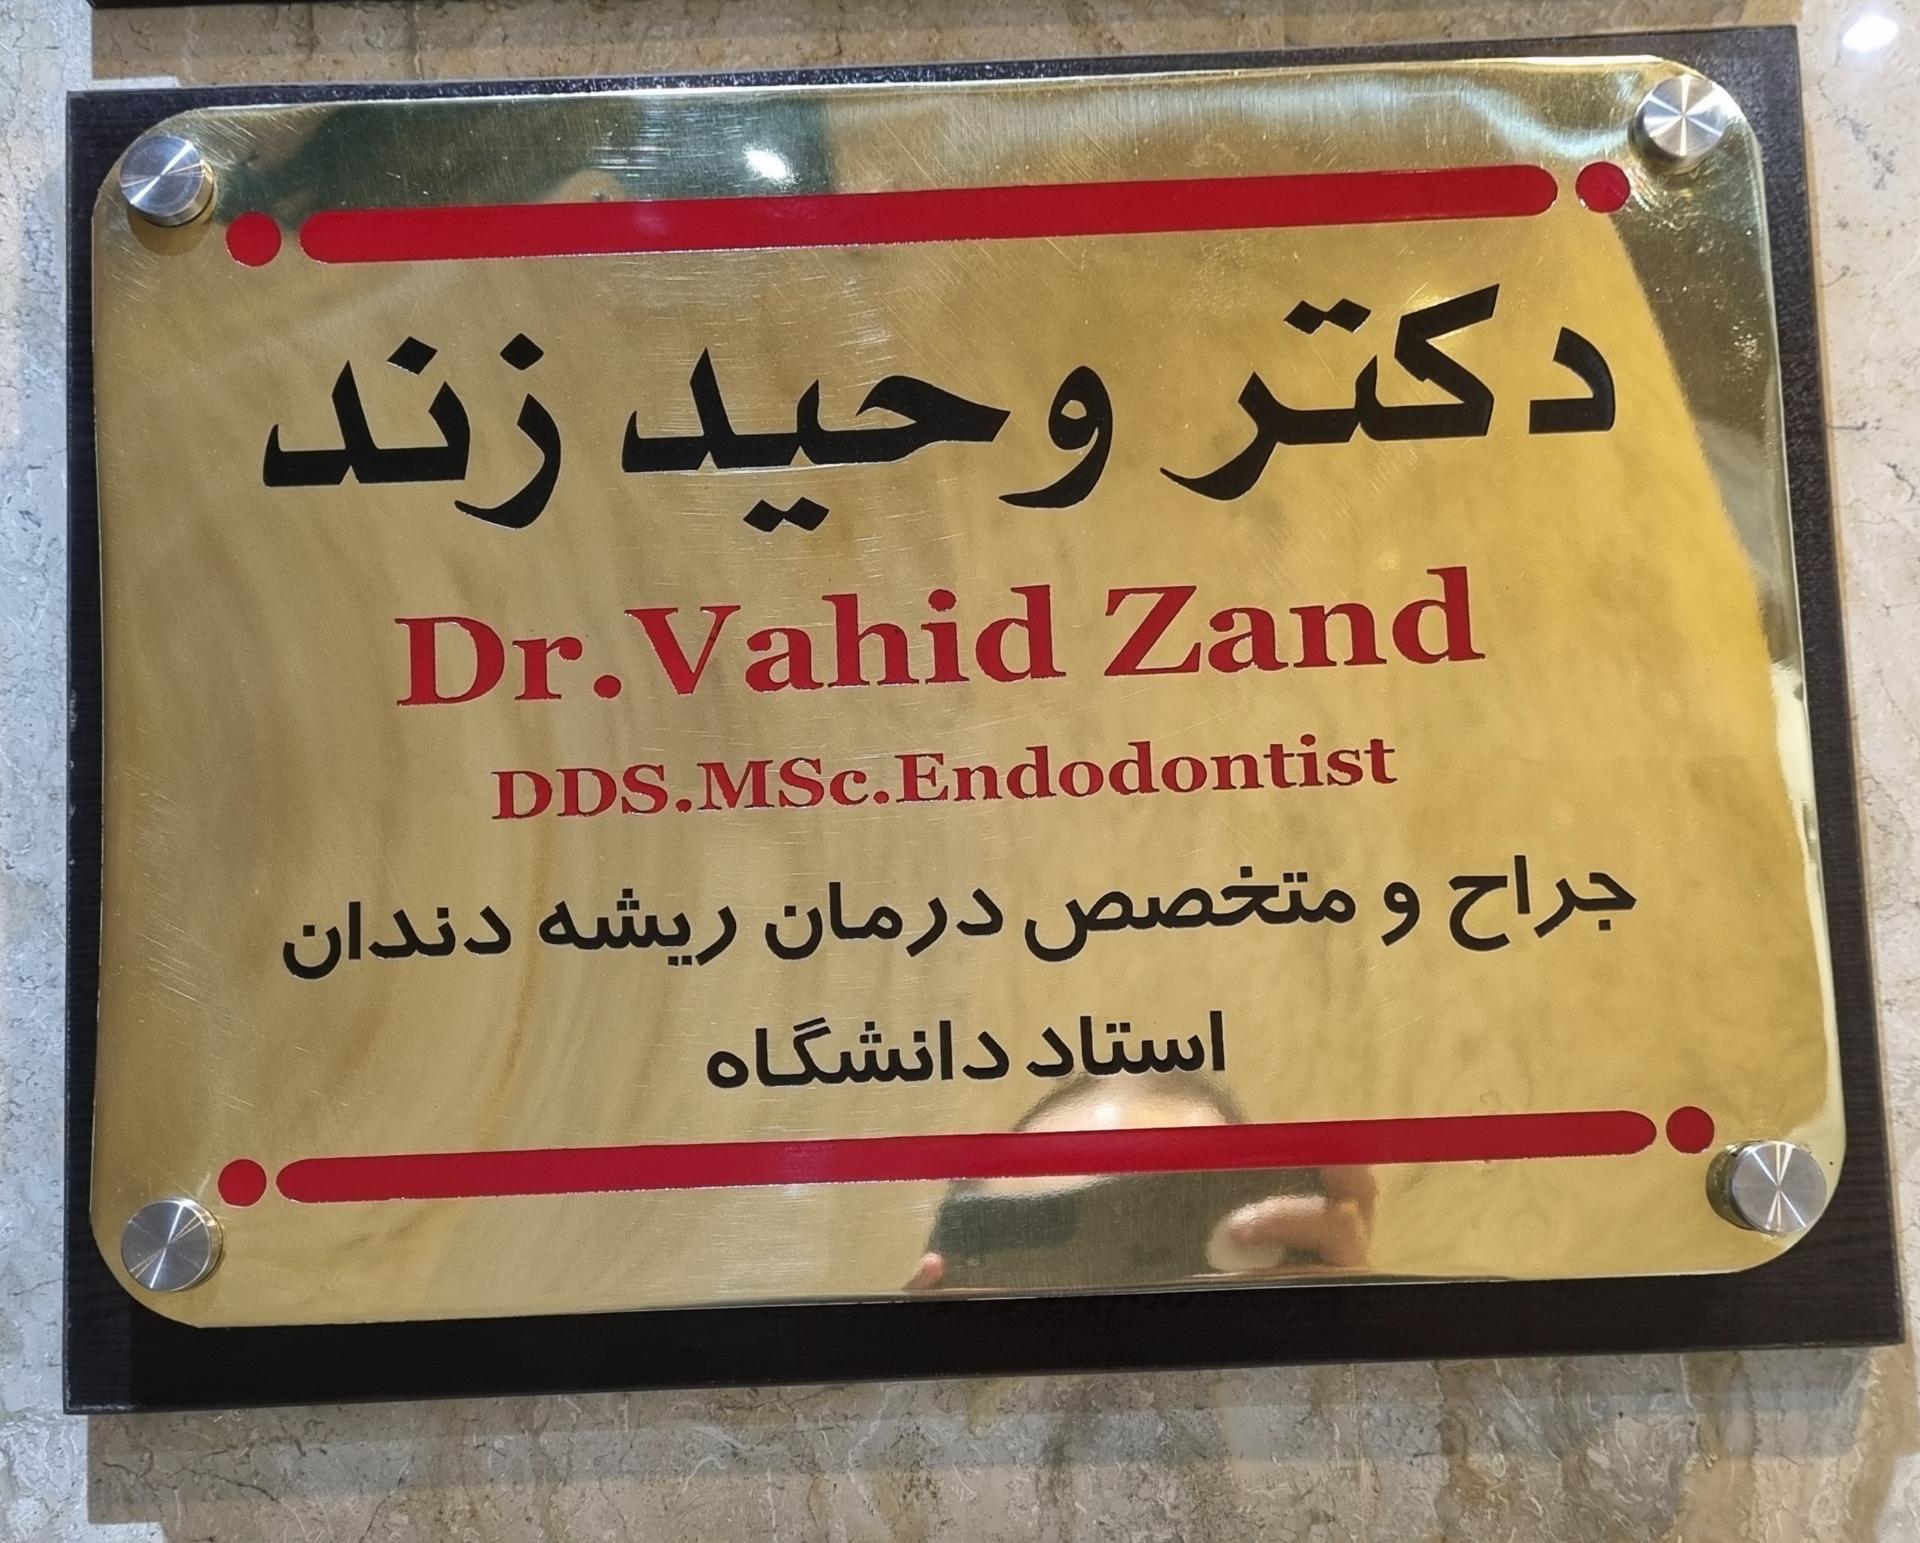 دکتر وحید زند
Dr.Vahid Zand
DDS.MSc.Endodontist
جراح و متخصص درمان ریشه دندان
استاد دانشگاه